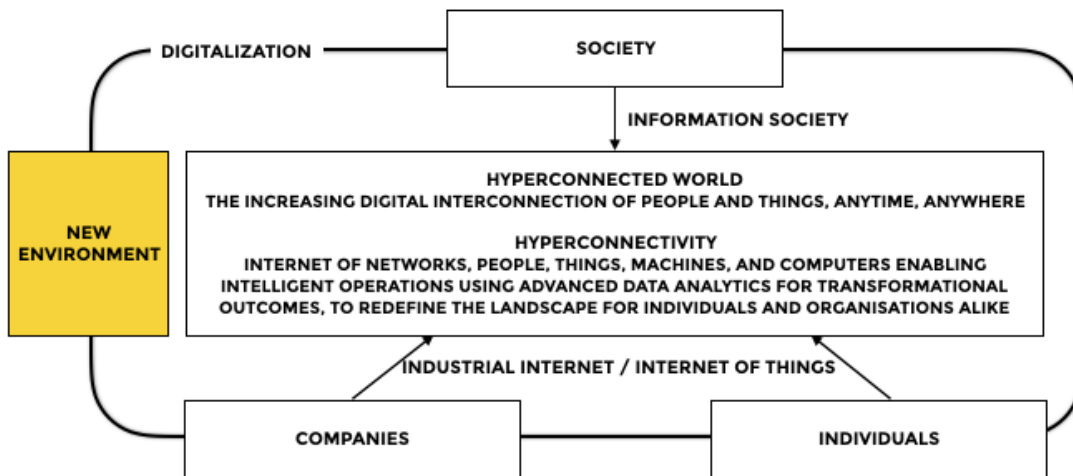 SOCIETY
DIGITALIZATION
INFORMATION SOCIETY
NEW
ENVIRONMENT
HYPERCONNECTED WORLD
THE INCREASING DIGITAL INTERCONNECTION OF PEOPLE AND THINGS, ANYTIME, ANYWHERE
HYPERCONNECTIVITY
INTERNET OF NETWORKS, PEOPLE, THINGS, MACHINES, AND COMPUTERS ENABLING
INTELLIGENT OPERATIONS USING ADVANCED DATA ANALYTICS FOR TRANSFORMATIONAL
OUTCOMES, TO REDEFINE THE LANDSCAPE FOR INDIVIDUALS AND ORGANISATIONS ALIKE
INDUSTRIAL INTERNET / INTERNET OF THINGS
COMPANIES
INDIVIDUALS